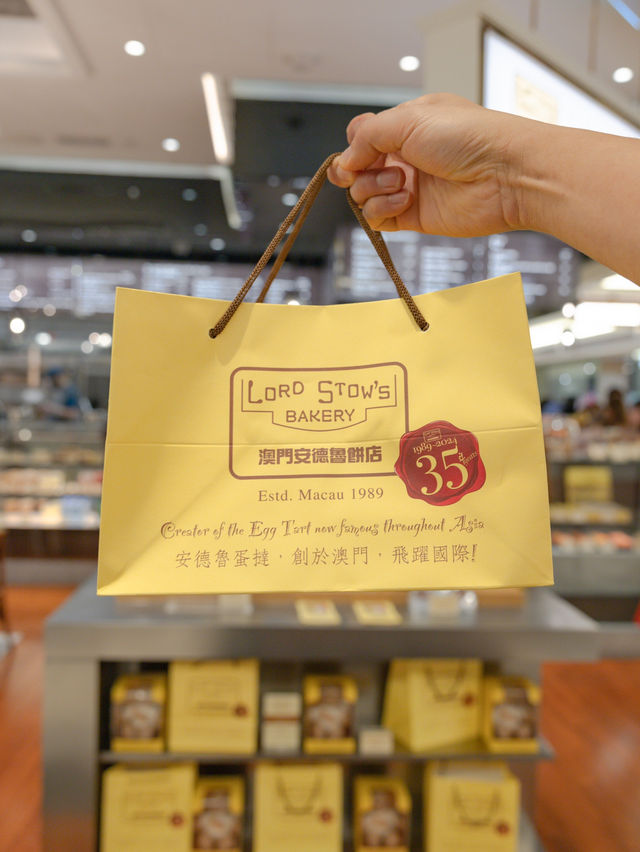 LORD STOW'S
BAKERY
澳門安德魯餅店
1989-2024
35
Years
Estd. Macau 1989
Creator of the Egg Tart now famous throughout Asia
安德魯蛋撻，創於澳門，飛躍國際!